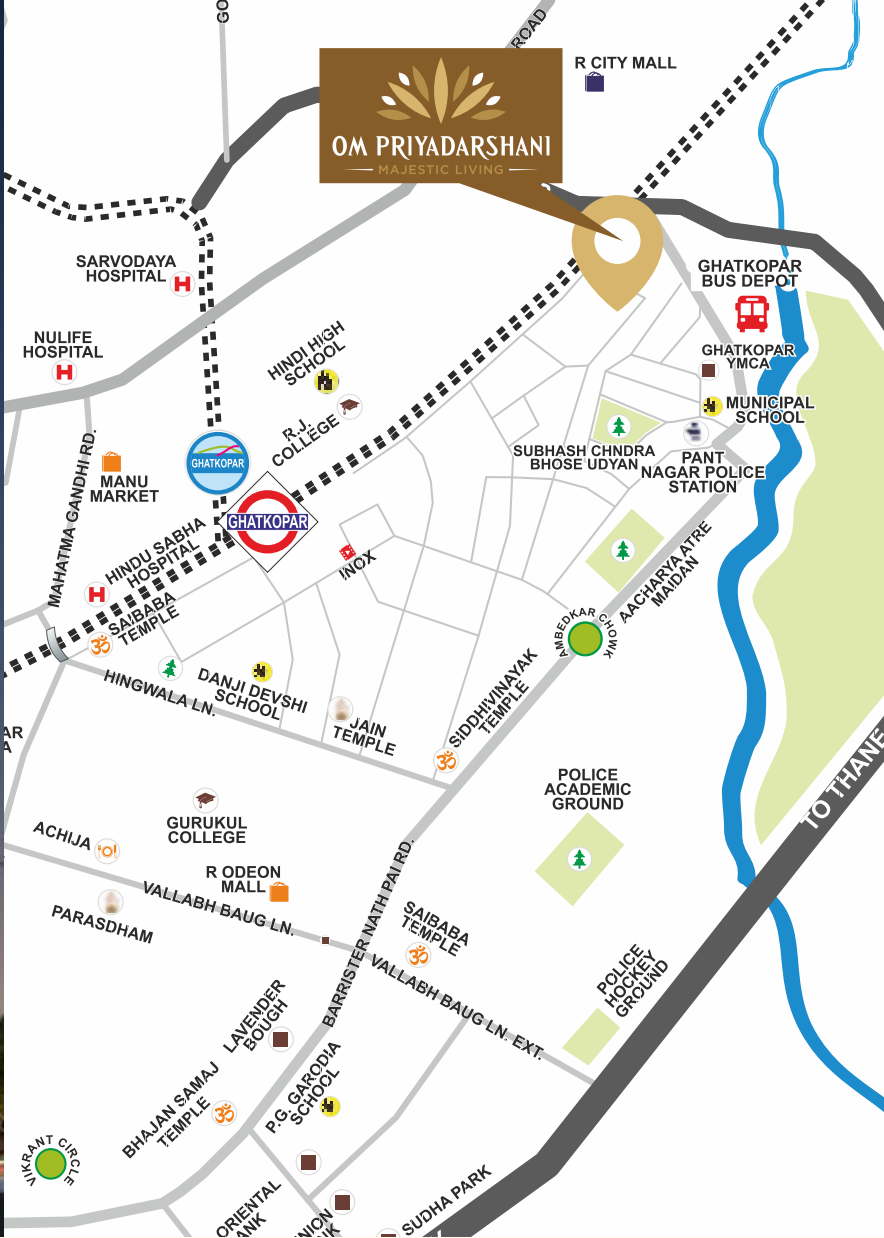 GO
ROAD
R CITY MALL
OM PRIYADARSHANI
MAJESTIC LIVING
SARVODAYA
HOSPITAL
GHATKOPAR
BUS DEPOT
NULIFE
HOSPITAL
HINDI HIGH
SCHOOL
GHATKOPAR
YMCA
R.J.
COLLEGE
MUNICIPAL
SCHOOL
MAHATMA GANDHI RD.
GHATKOPAR
SUBHASH CHNDRA
BHOSE UDYAN
PANT
NAGAR POLICE
STATION
MANU
MARKET
GHATKOPAR
HINDU SABHA
HOSPITAL
INOX
AACHARYA ATRE
MAIDAN
SAIBABA
TEMPLE
AMBEDKAR CHOWK
HINGWALA LN.
DANJI DEVSHI
SCHOOL
JAIN
TEMPLE
SIDDHIVINAYAK
TEMPLE
AR
A
TO THANE
POLICE
ACADEMIC
GROUND
GURUKUL
COLLEGE
ACHIJA
R ODEON
MALL
VALLABH BAUG LN.
PARASDHAM
BARRISTER NATH PAI RD.
SAIBABA
TEMPLE
VALLABH BAUG LN. EXT.
POLICE
HOCKEY
GROUND
LAVENDER
BOUGH
P.G. GARODIA
SCHOOL
BHAJAN SAMAJ
TEMPLE
VIKRANT CIRCLE
ORIENTAL
ANK
NION
SUDHA PARK